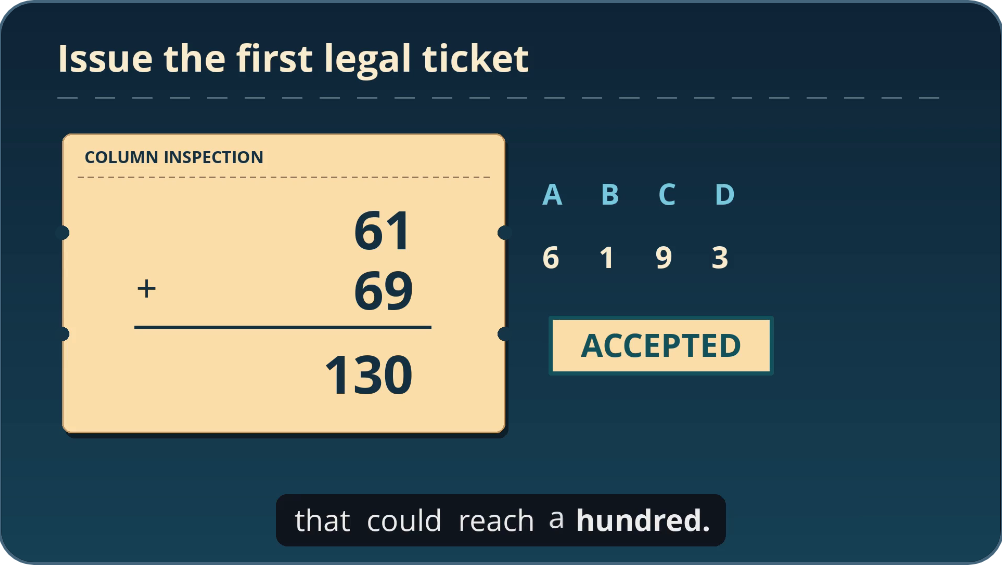 Issue the first legal ticket
COLUMN INSPECTION
61
+ 69
130
A B C D
6 1 9 3
ACCEPTED
that could reach a hundred.